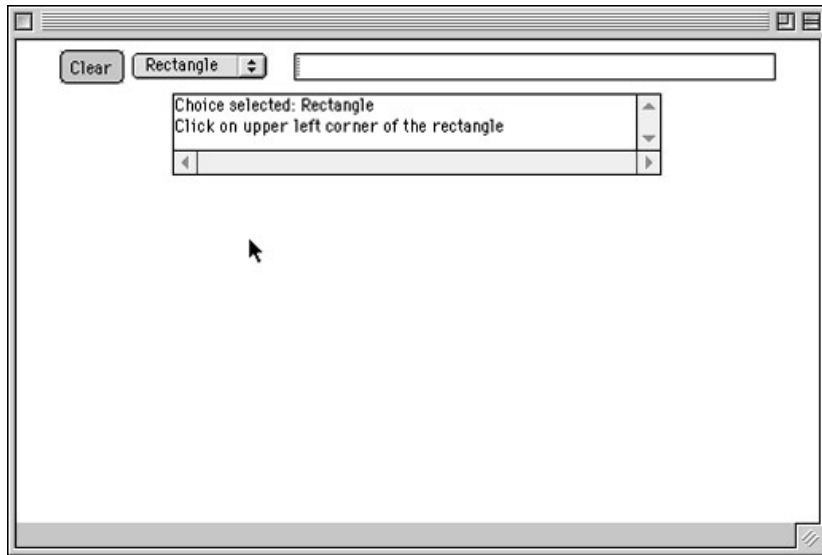 Clear
Rectangle
Choice selected: Rectangle
Click on upper left corner of the rectangle